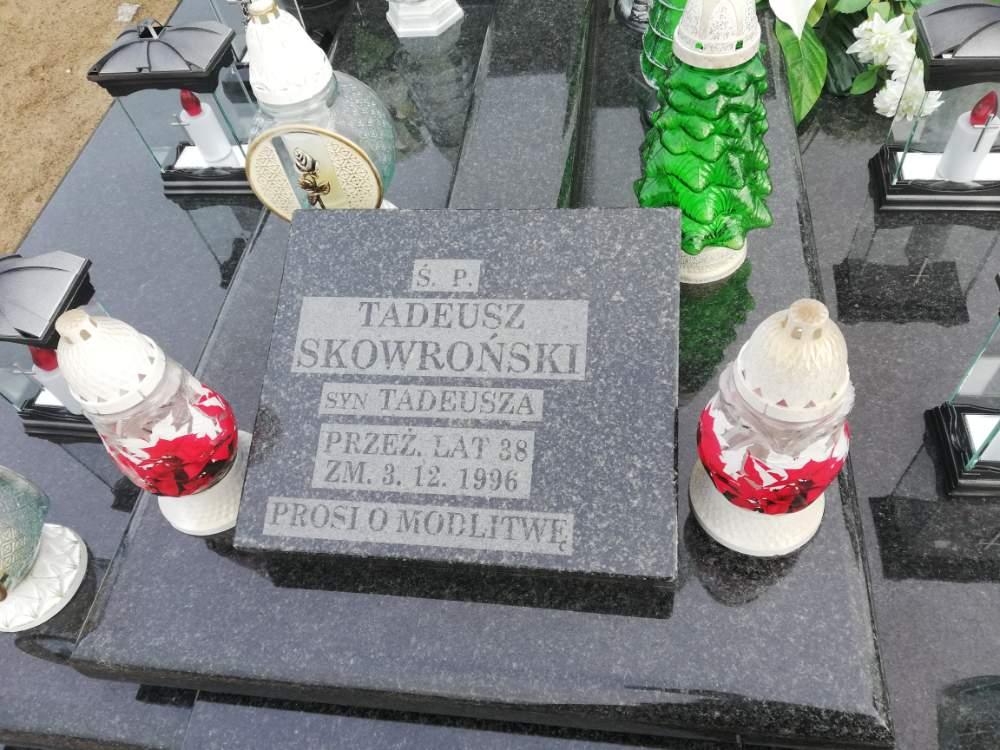 Ś. P.
TADEUSZ
SKOWROŃSKI
SYN TADEUSZA
PRZEŻ. LAT 38
ZM. 3. 12. 1996
PROSI O MODLITWĘ